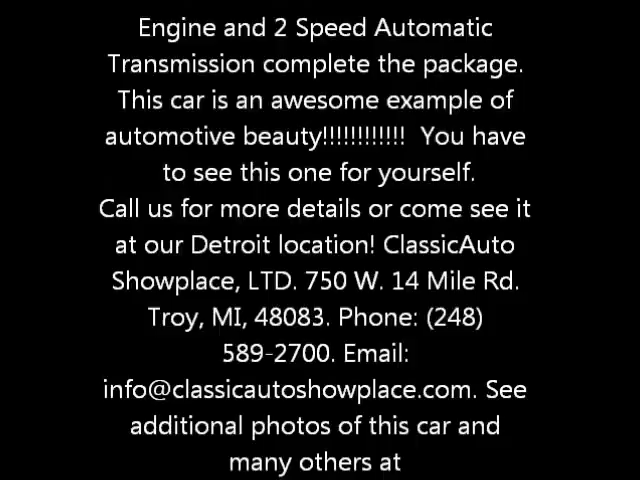 Engine and 2 Speed Automatic
Transmission complete the package.
This car is an awesome example of
automotive beauty!!!!!!!!!!!!  You have
to see this one for yourself.
Call us for more details or come see it
at our Detroit location! ClassicAuto
Showplace, LTD. 750 W. 14 Mile Rd.
Troy, MI, 48083. Phone: (248)
589-2700. Email:
info@classicautoshowplace.com. See
additional photos of this car and
many others at